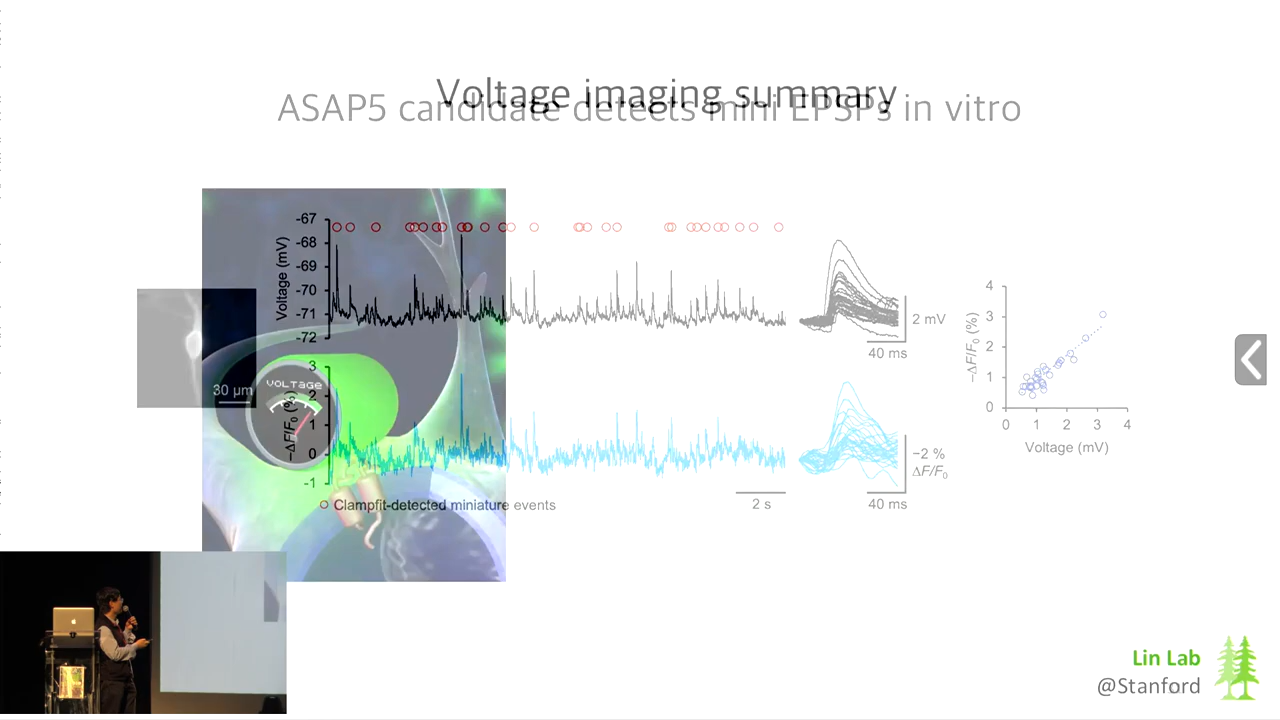 Voltage imaging summary
ASAP5 candidate detects mini EPSPs in vitro
-67
-68
-69
-70
-71
-72
Voltage (mV)
2 mV
40 ms
30 µm
VOLTAGE
3
2
1
0
-1
−ΔF/F₀ (%)
−2 %
ΔF/F₀
40 ms
2 s
Clampfit-detected miniature events
4
3
2
1
0
−ΔF/F₀ (%)
0 1 2 3 4
Voltage (mV)
Lin Lab
@Stanford